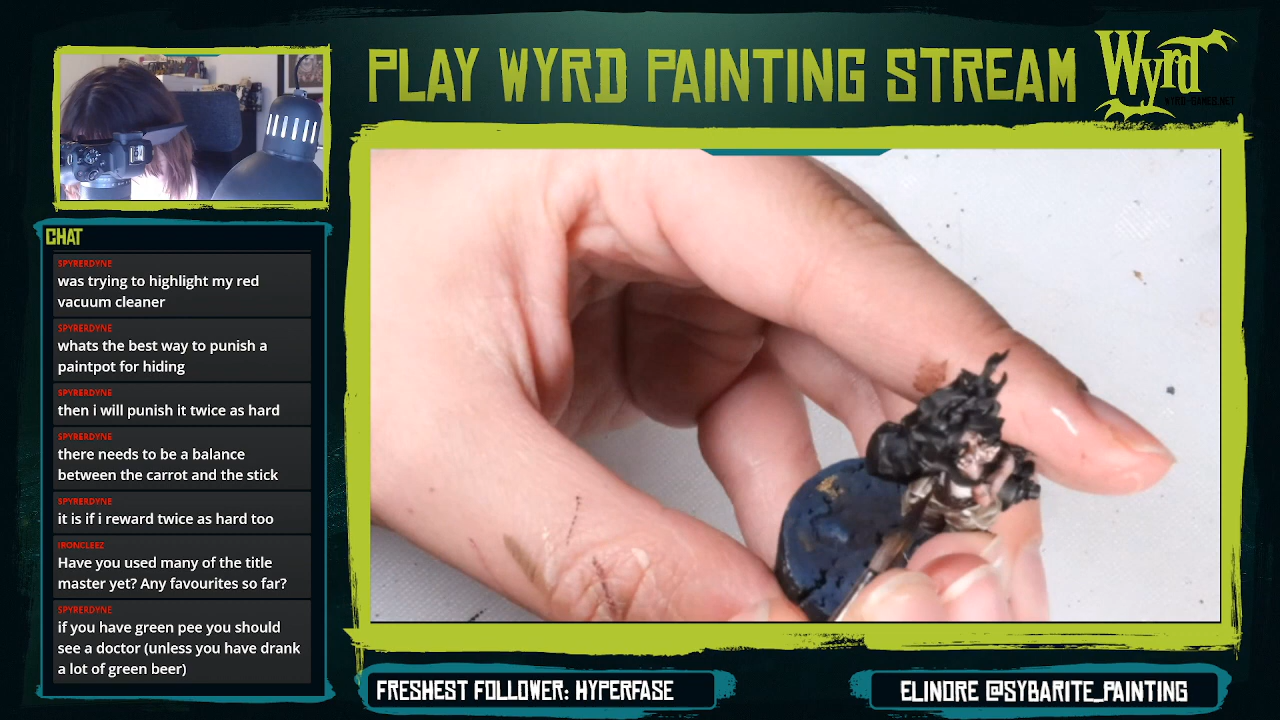 PLAY WYRD PAINTING STREAM
Wyrd
WYRD-GAMES.NET
CHAT
SPYRERDYNE
was trying to highlight my red
vacuum cleaner
SPYRERDYNE
whats the best way to punish a
paintpot for hiding
SPYRERDYNE
then i will punish it twice as hard
SPYRERDYNE
there needs to be a balance
between the carrot and the stick
SPYRERDYNE
it is if i reward twice as hard too
IRONCLEEZ
Have you used many of the title
master yet? Any favourites so far?
SPYRERDYNE
if you have green pee you should
see a doctor(unless you have drank
a lot of green beer)
FRESHEST FOLLOWER: HYPERFASE
ELINORE @SYBARITE_PAINTING